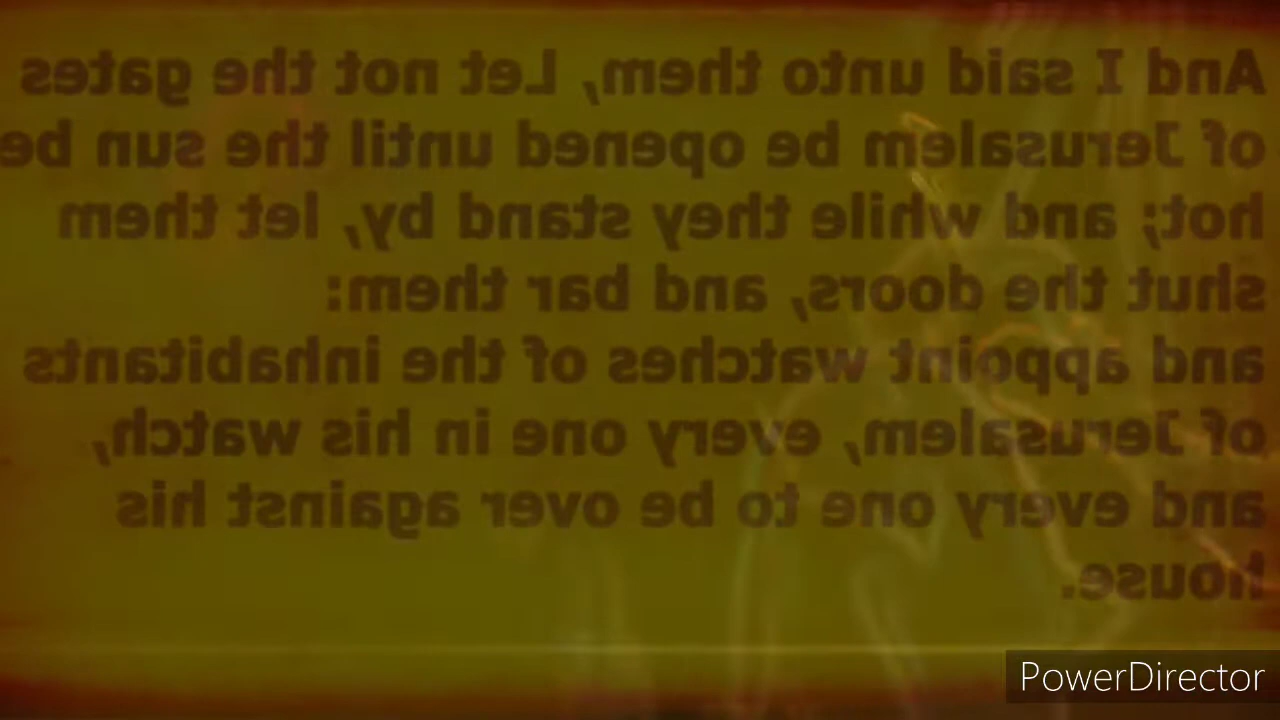 And I said unto them, Let not the gates
of Jerusalem be opened until the sun be
hot; and while they stand by, let them
shut the doors, and bar them:
and appoint watches of the inhabitants
of Jerusalem, every one in his watch,
and every one to be over against his
house.
PowerDirector